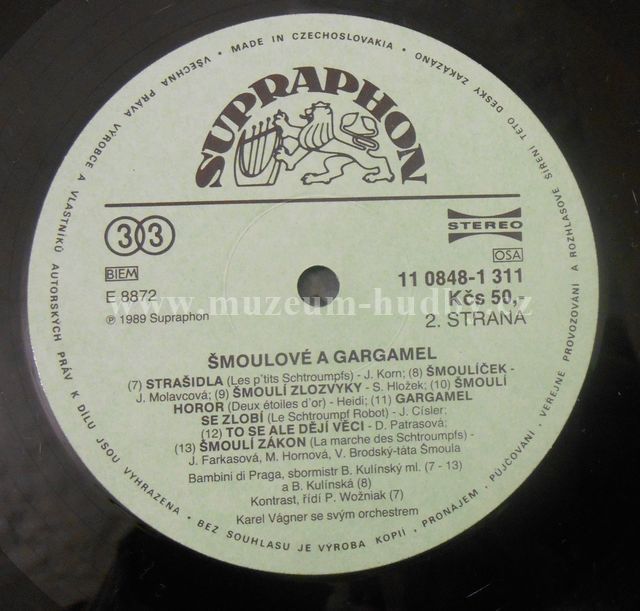 VŠECHNA PRÁVA VÝROBCE A VLASTNÍKŮ AUTORSKÝCH PRÁV K DÍLU JSOU VYHRAZENA • BEZ SOUHLASU JE VÝROBA KOPIÍ, PRONÁJEM, PŮJČOVÁNÍ, VEŘEJNÉ PROVOZOVÁNÍ A ROZHLASOVÉ ŠÍŘENÍ TÉTO DESKY ZAKÁZÁNO • MADE IN CZECHOSLOVAKIA •
SUPRAPHON
33
STEREO
BIEM
OSA
E 8872
11 0848-1 311
Kčs 50,-
℗ 1989 Supraphon
2. STRANA
www.muzeum-hudby.cz
ŠMOULOVÉ A GARGAMEL
(7) STRAŠIDLA (Les p'tits Schtroumpfs) - J. Korn; (8) ŠMOULÍČEK -
J. Molavcová; (9) ŠMOULÍ ZLOZVYKY - S. Hložek; (10) ŠMOULÍ
HOROR (Deux étoiles d'or) - Heidi; (11) GARGAMEL
SE ZLOBÍ (Le Schtroumpf Robot) - J. Císler;
(12) TO SE ALE DĚJÍ VĚCI - D. Patrasová;
(13) ŠMOULÍ ZÁKON (La marche des Schtroumpfs) -
J. Farkasová, M. Hornová, V. Brodský-táta Šmoula
Bambini di Praga, sbormistr B. Kulínský ml. (7 - 13)
a B. Kulínská (8)
Kontrast, řídí P. Wožniak (7)
Karel Vágner se svým orchestrem